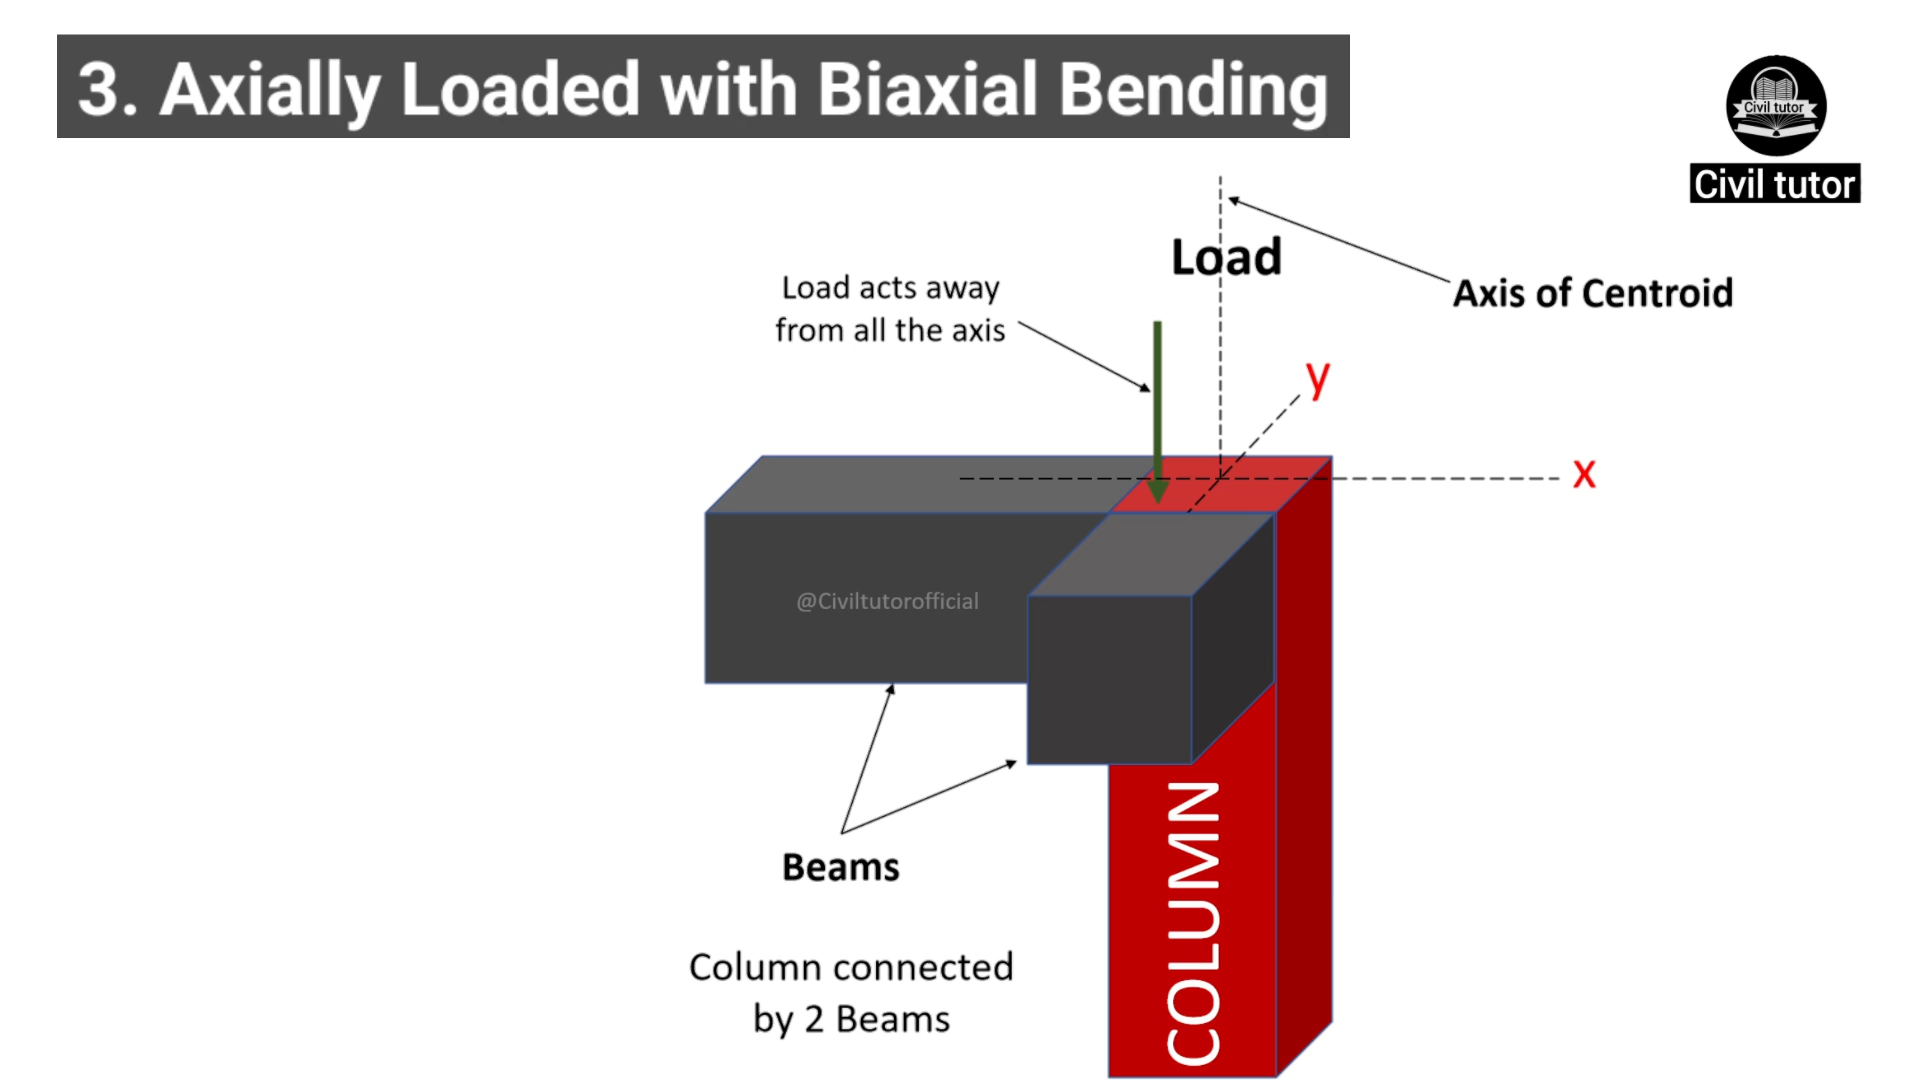 3. Axially Loaded with Biaxial Bending
Civil tutor
Civil tutor
Load
Load acts away
from all the axis
Axis of Centroid
y
x
@Civiltutorofficial
Beams
Column connected
by 2 Beams
COLUMN